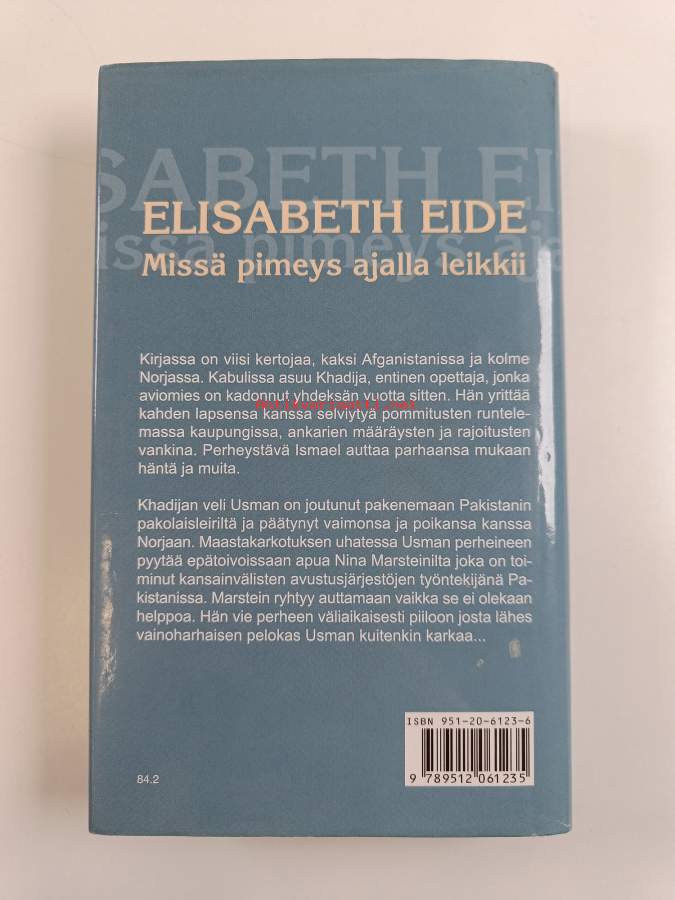 SABETH EI
issä pimeys aja
ELISABETH EIDE
Missä pimeys ajalla leikkii
Kirjassa on viisi kertojaa, kaksi Afganistanissa ja kolme
Norjassa. Kabulissa asuu Khadija, entinen opettaja, jonka
aviomies on kadonnut yhdeksän vuotta sitten. Hän yrittää
Antikvariaatti.net
kahden lapsensa kanssa selviytyä pommitusten runtele-
massa kaupungissa, ankarien määräysten ja rajoitusten
vankina. Perheystävä Ismael auttaa parhaansa mukaan
häntä ja muita.
Khadijan veli Usman on joutunut pakenemaan Pakistanin
pakolaisleiriltä ja päätynyt vaimonsa ja poikansa kanssa
Norjaan. Maastakarkotuksen uhatessa Usman perheineen
pyytää epätoivoissaan apua Nina Marsteinilta joka on toi-
minut kansainvälisten avustusjärjestöjen työntekijänä Pa-
kistanissa. Marstein ryhtyy auttamaan vaikka se ei olekaan
helppoa. Hän vie perheen väliaikaisesti piiloon josta lähes
vainoharhaisen pelokas Usman kuitenkin karkaa...
ISBN 951-20-6123-6
9 789512 061235
84.2